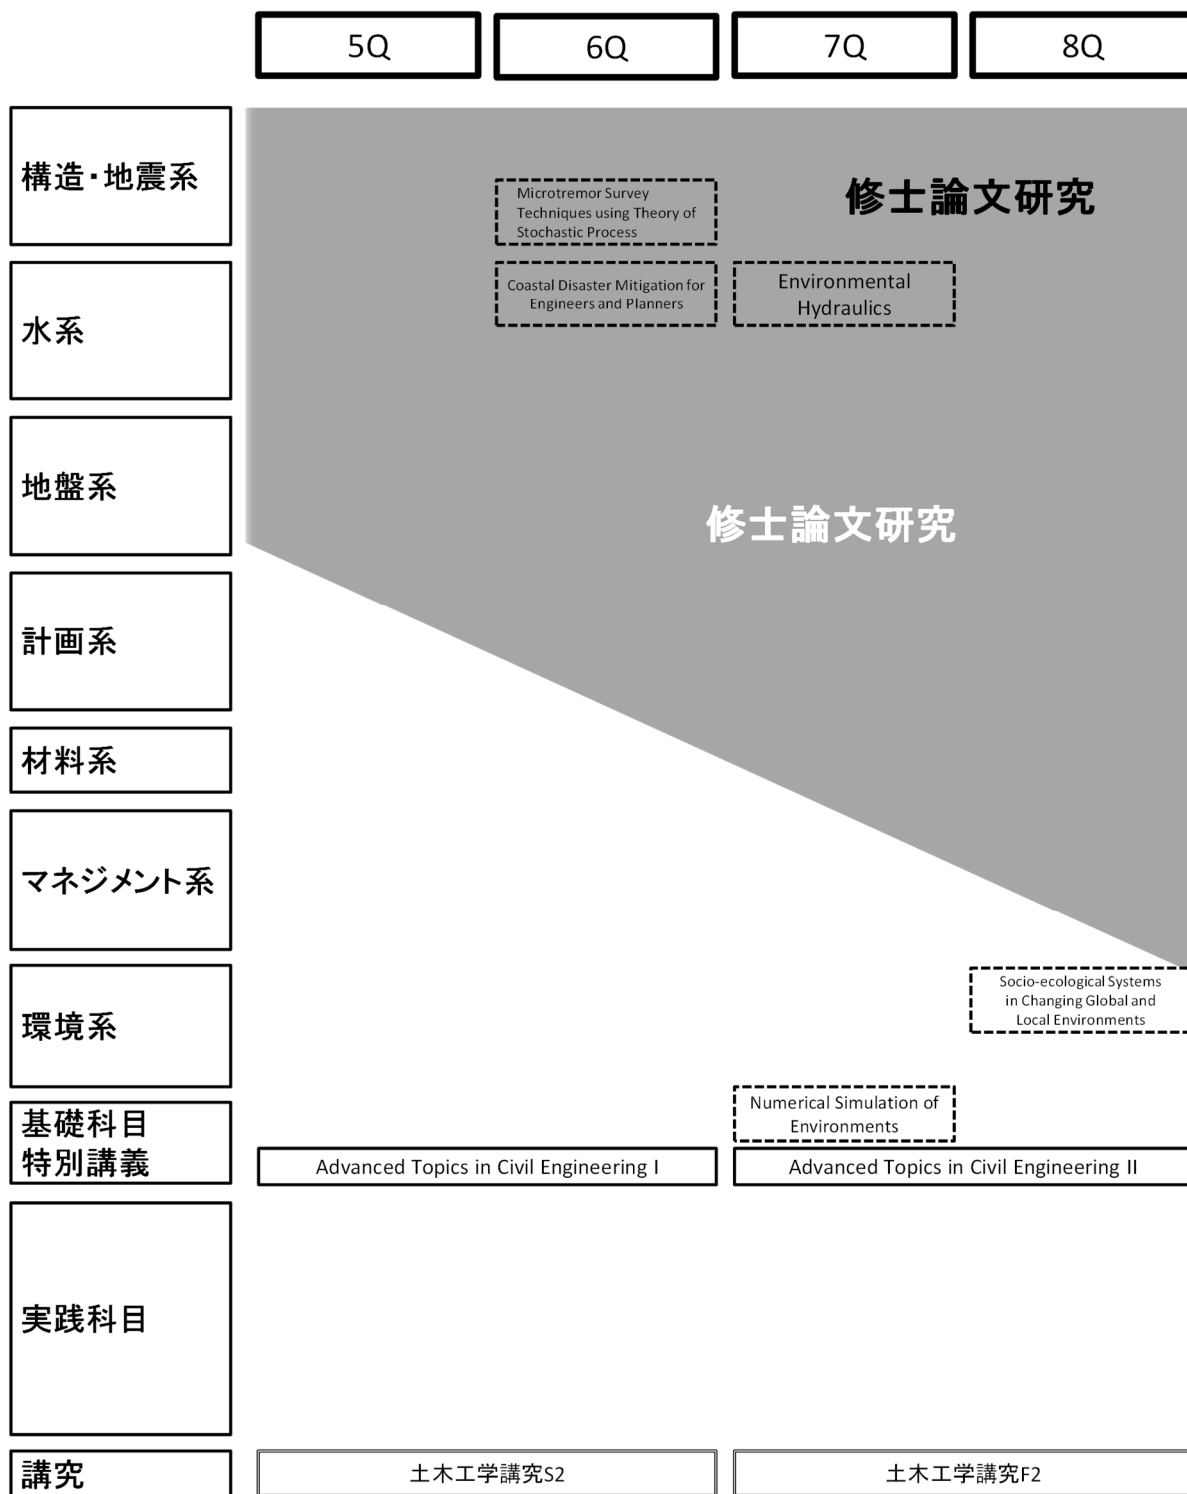 5Q
6Q
7Q
8Q
構造・地震系
Microtremor Survey
Techniques using Theory of
Stochastic Process
修士論文研究
水系
Coastal Disaster Mitigation for
Engineers and Planners
Environmental
Hydraulics
地盤系
修士論文研究
計画系
材料系
マネジメント系
環境系
Socio-ecological Systems
in Changing Global and
Local Environments
基礎科目
特別講義
Numerical Simulation of
Environments
Advanced Topics in Civil Engineering I
Advanced Topics in Civil Engineering II
実践科目
講究
土木工学講究S2
土木工学講究F2